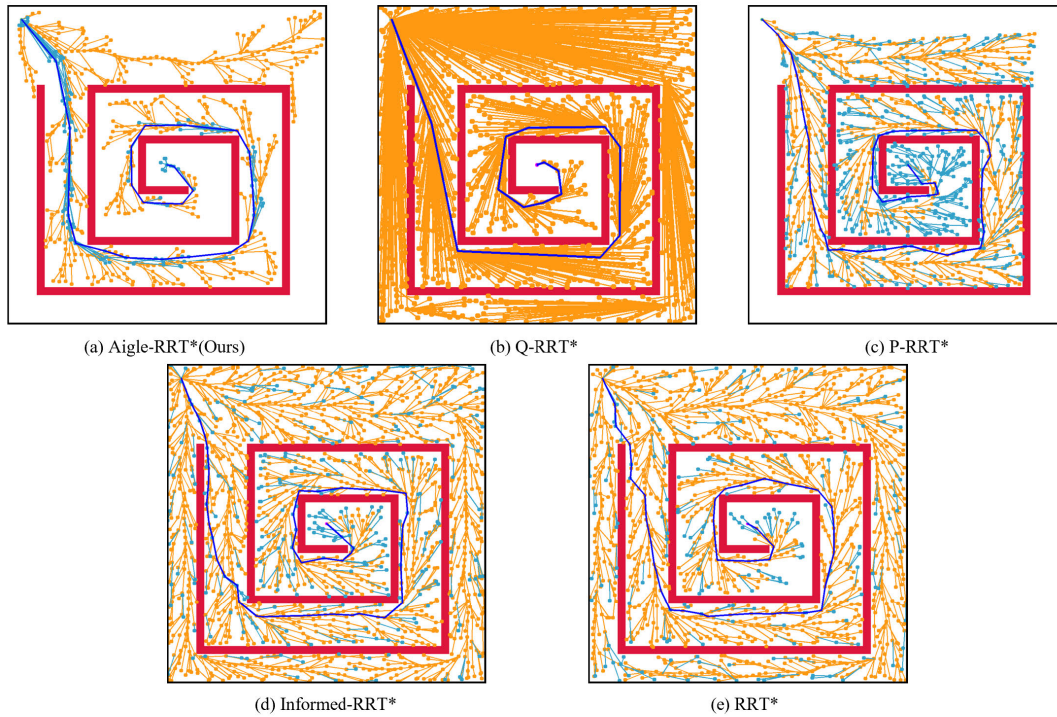 (a) Aigle-RRT*(Ours)
(b) Q-RRT*
(c) P-RRT*
(d) Informed-RRT*
(e) RRT*